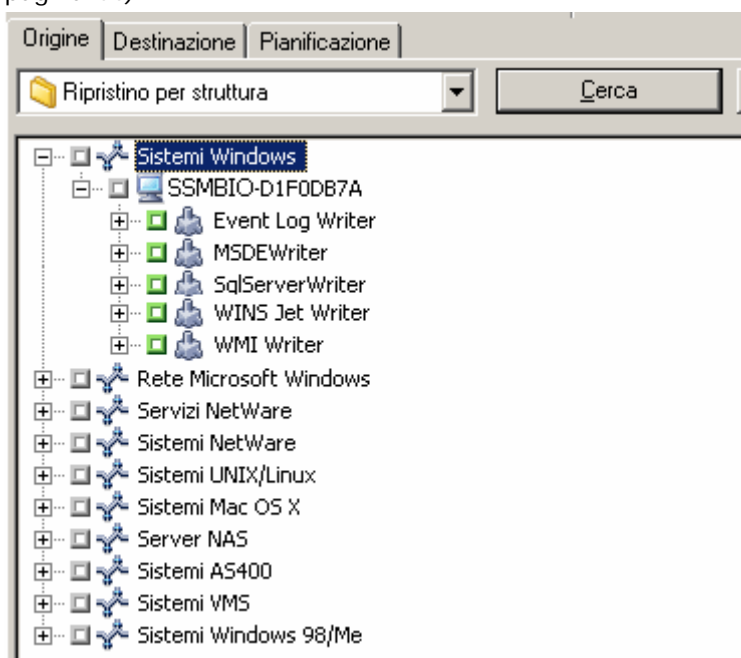 Origine Destinazione Pianificazione
Ripristino per struttura Cerca
Sistemi Windows
SSMBIO-D1F0DB7A
Event Log Writer
MSDEWriter
SqlServerWriter
WINS Jet Writer
WMI Writer
Rete Microsoft Windows
Servizi NetWare
Sistemi NetWare
Sistemi UNIX/Linux
Sistemi Mac OS X
Server NAS
Sistemi AS400
Sistemi VMS
Sistemi Windows 98/Me